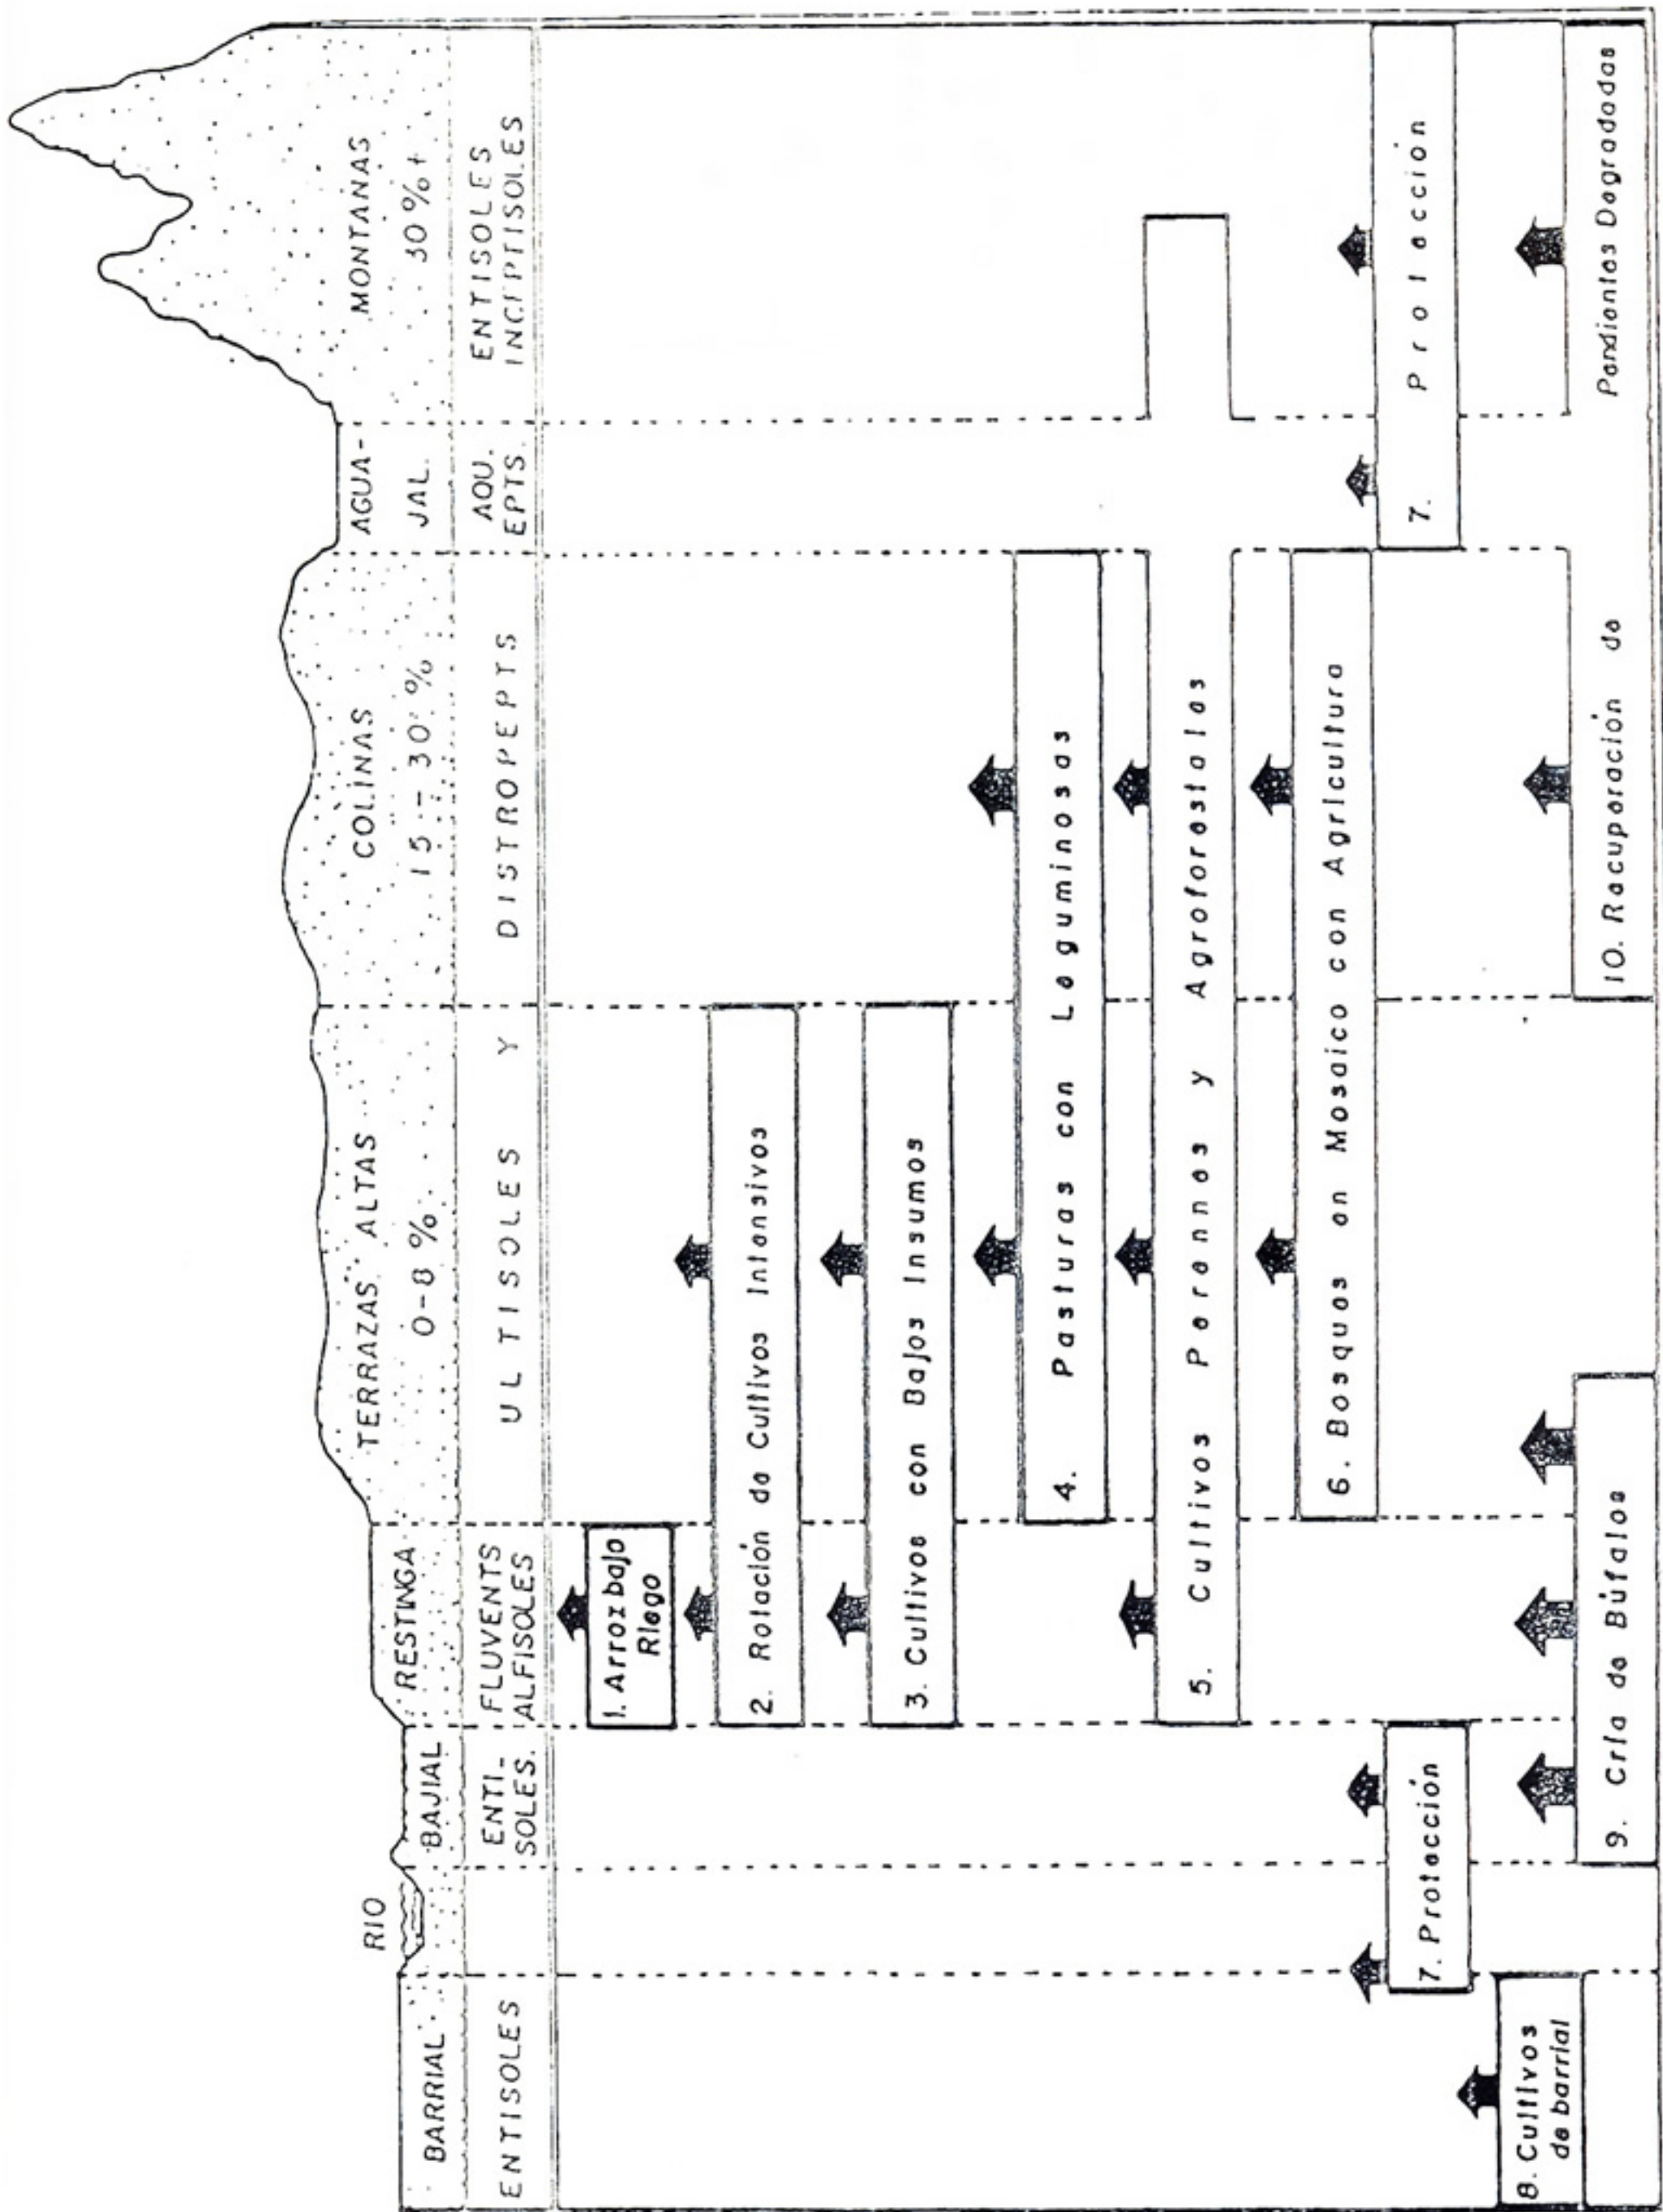 RIO
BARRIAL
BAJIAL
RESTINGA
TERRAZAS ALTAS
0-8 %
COLINAS
15-30 %
AGUA-
JAL.
MONTANAS
30%+
ENTISOLES
ENTI-
SOLES.
FLUVENTS
ALFISOLES
ULTISOLES Y DISTROPEPTS
AQU.
EPTS.
ENTISOLES
INCEPTISOLES
1. Arroz bajo
Riego
2. Rotación de Cultivos Intensivos
3. Cultivos con Bajos Insumos
4. Pasturas con Leguminosas
5. Cultivos Perennes y Agroforestales
6. Bosques en Mosaico con Agricultura
7. Protección
7. Protección
8. Cultivos
de barrial
9. Cría de Búfalos
10. Recuperación de Pendientes Degradadas